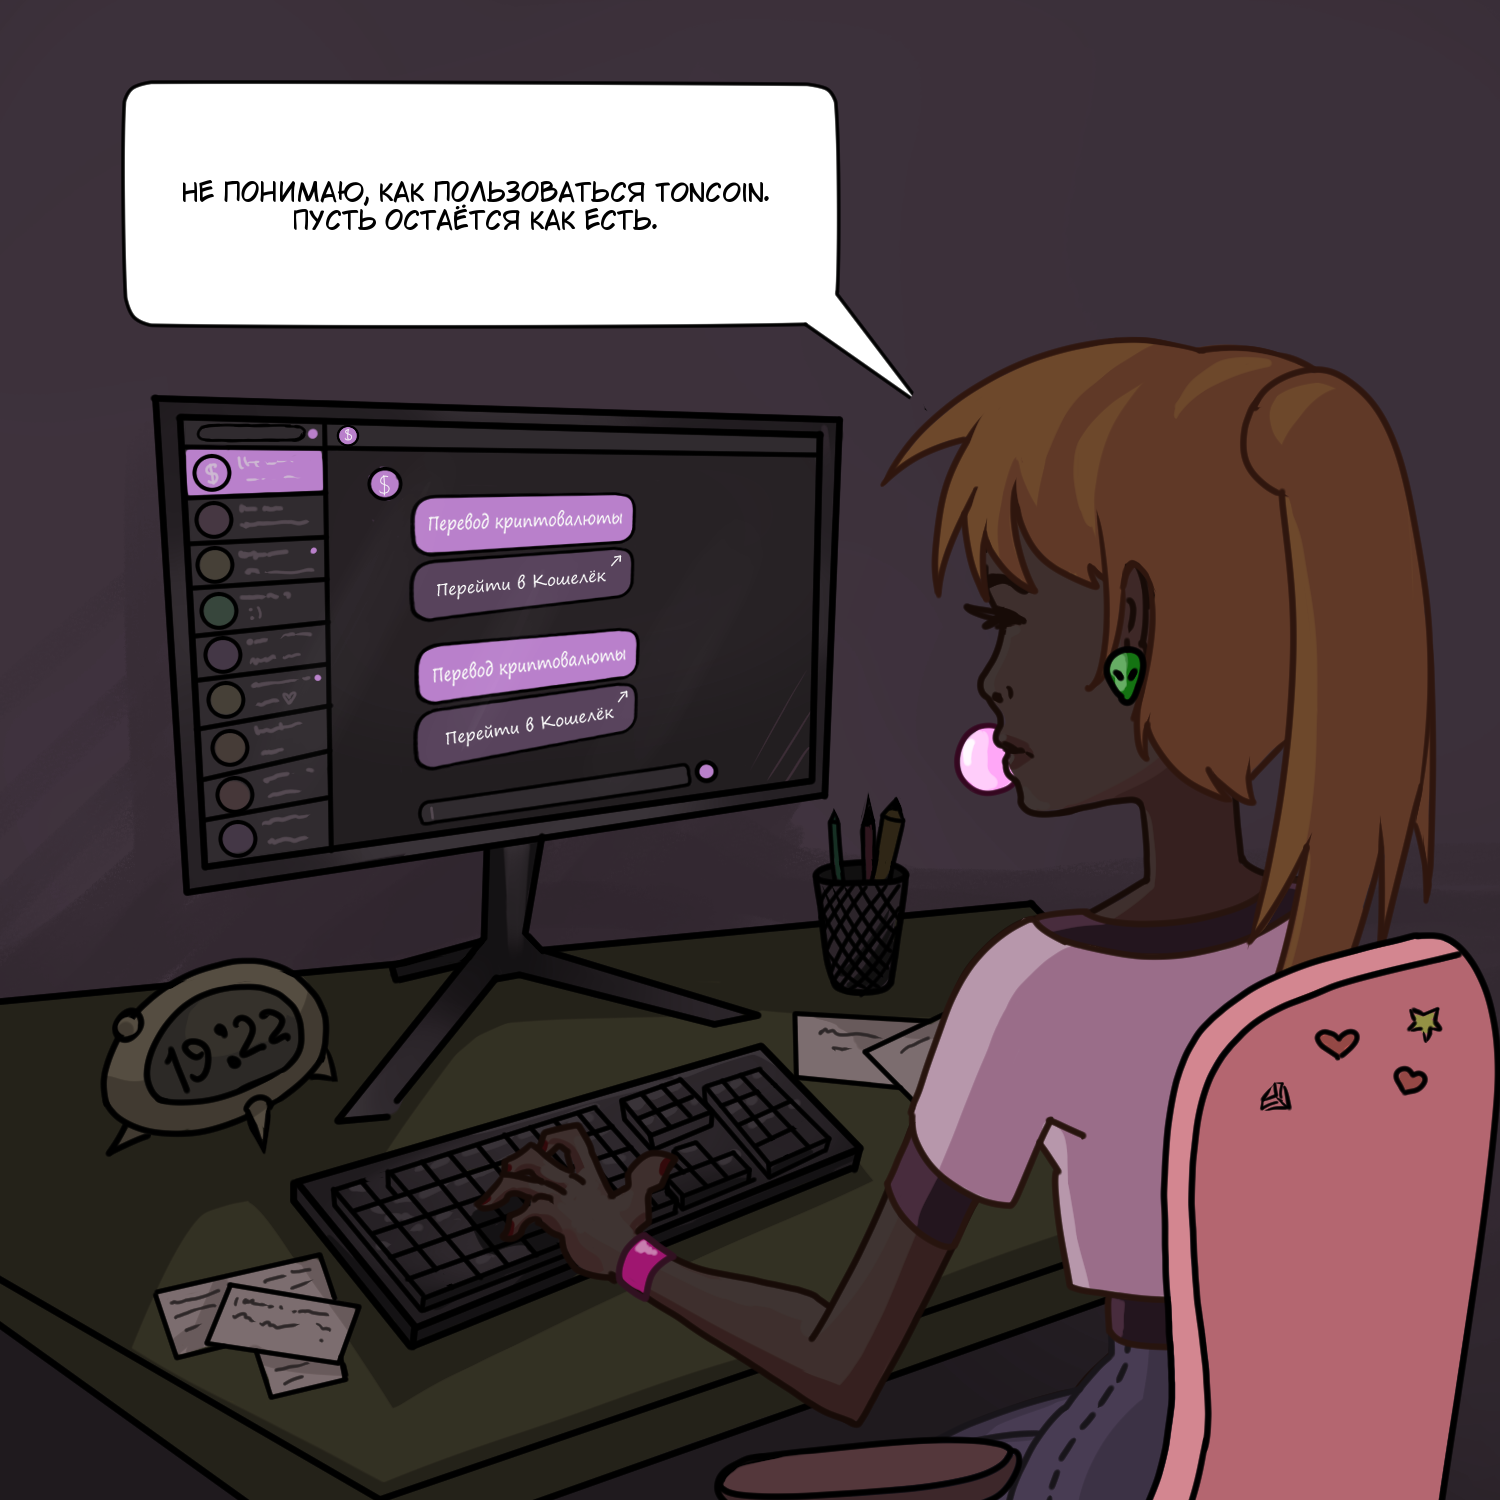 НЕ ПОНИМАЮ, КАК ПОЛЬЗОВАТЬСЯ TONCOIN.
ПУСТЬ ОСТАЁТСЯ КАК ЕСТЬ.
$
$
$
Перевод криптовалюты
Перейти в Кошелёк
:)
Перевод криптовалюты
Перейти в Кошелёк
19:22